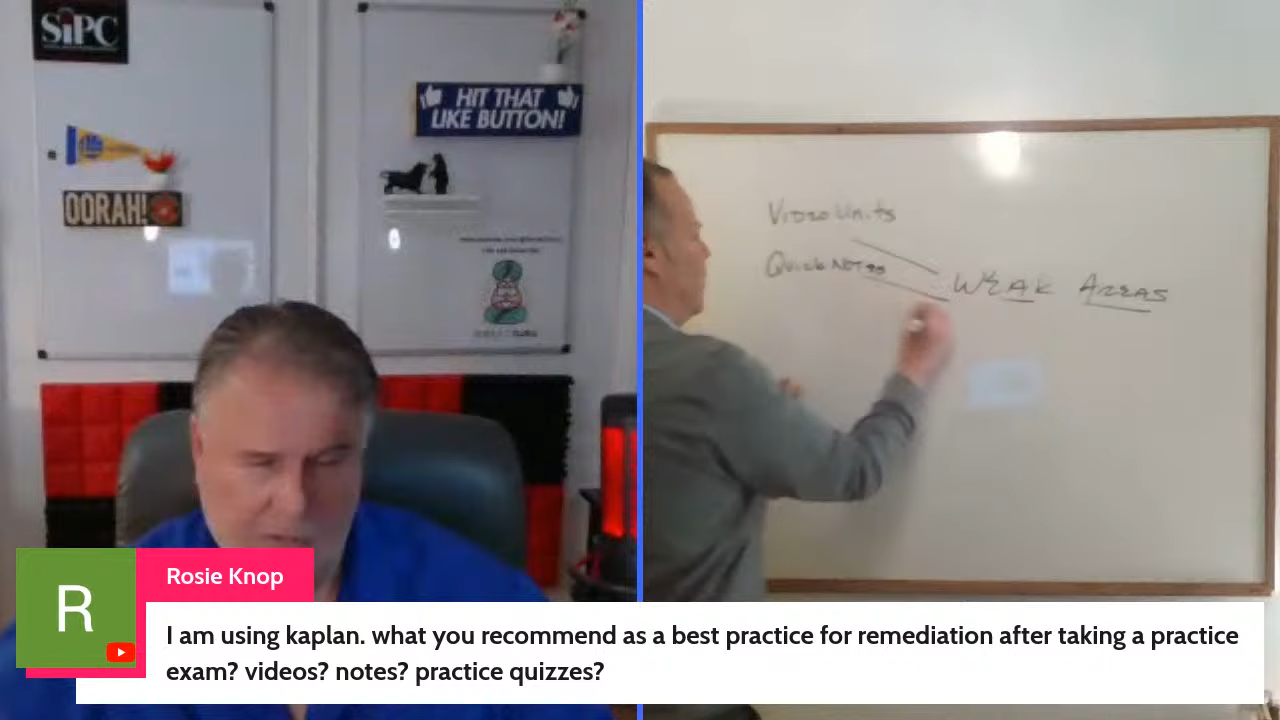 SiPC
HIT THAT
LIKE BUTTON!
OORAH!
Video Units
Quick Notes
WEAK AREAS
R
Rosie Knop
I am using kaplan. what you recommend as a best practice for remediation after taking a practice
exam? videos? notes? practice quizzes?